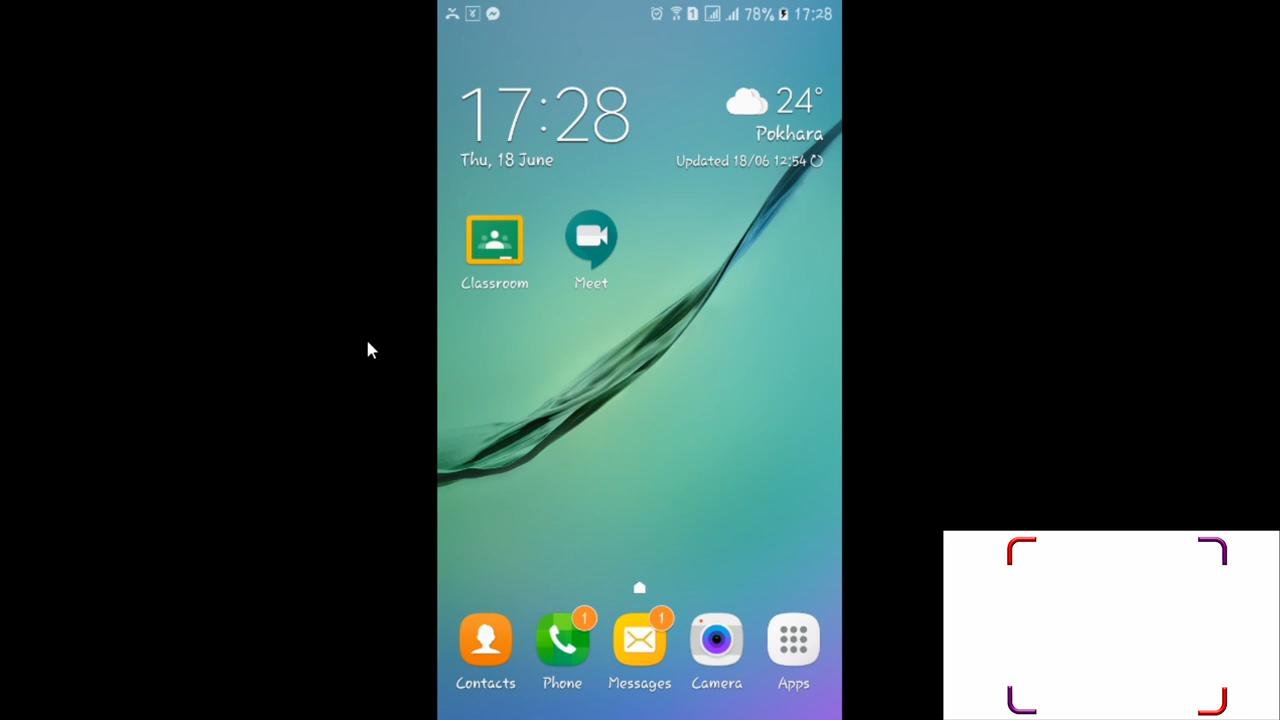 78% 17:28
17:28
24°
Pokhara
Thu, 18 June
Updated 18/06 12:54
Classroom
Meet
1
1
Contacts
Phone
Messages
Camera
Apps